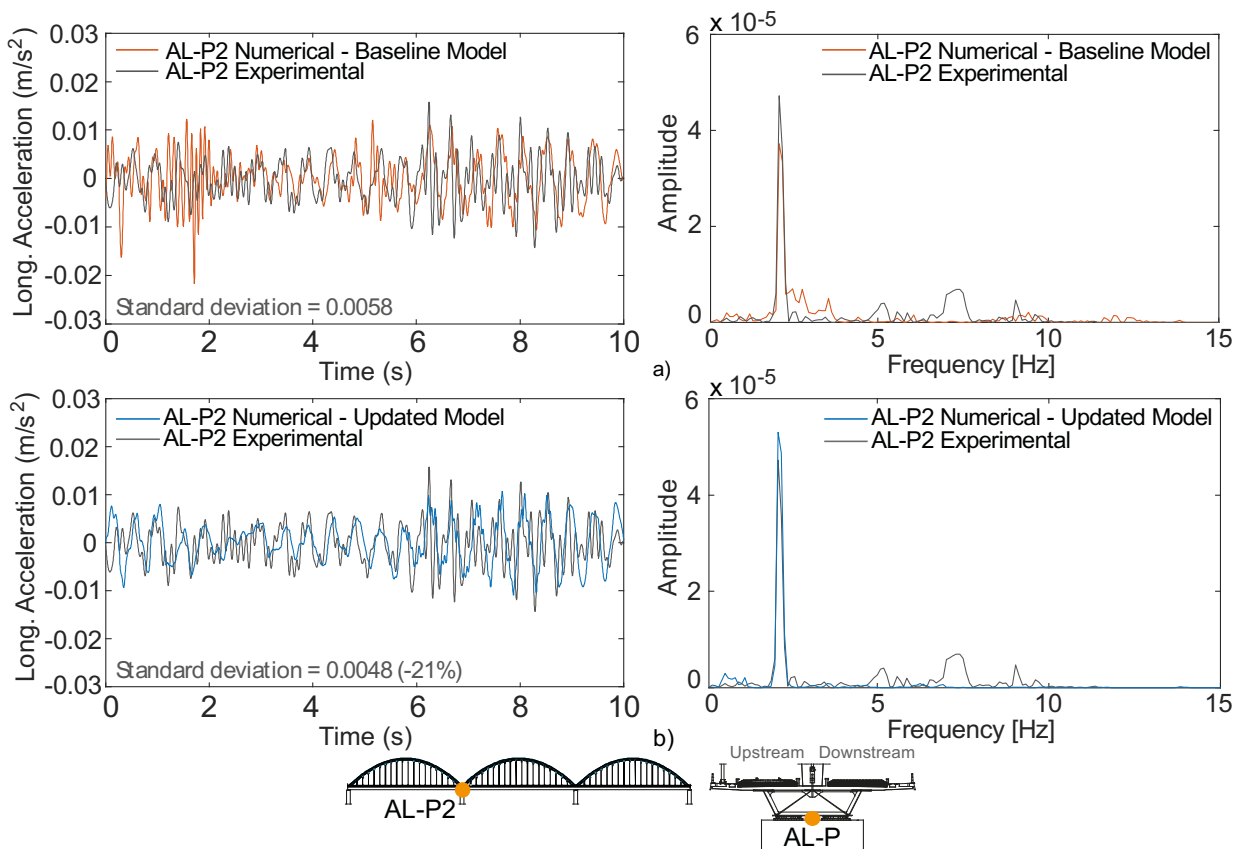 0.03
0.02
0.01
0
-0.01
-0.02
-0.03
Long. Acceleration (m/s²)
AL-P2 Numerical - Baseline Model
AL-P2 Experimental
Standard deviation = 0.0058
0 2 4 6 8 10
Time (s)
x 10⁻⁵
6
4
2
0
Amplitude
AL-P2 Numerical - Baseline Model
AL-P2 Experimental
0 5 10 15
Frequency [Hz]
a)
0.03
0.02
0.01
0
-0.01
-0.02
-0.03
Long. Acceleration (m/s²)
AL-P2 Numerical - Updated Model
AL-P2 Experimental
Standard deviation = 0.0048 (-21%)
0 2 4 6 8 10
Time (s)
x 10⁻⁵
6
4
2
0
Amplitude
AL-P2 Numerical - Updated Model
AL-P2 Experimental
0 5 10 15
Frequency [Hz]
b)
AL-P2
Upstream Downstream
AL-P